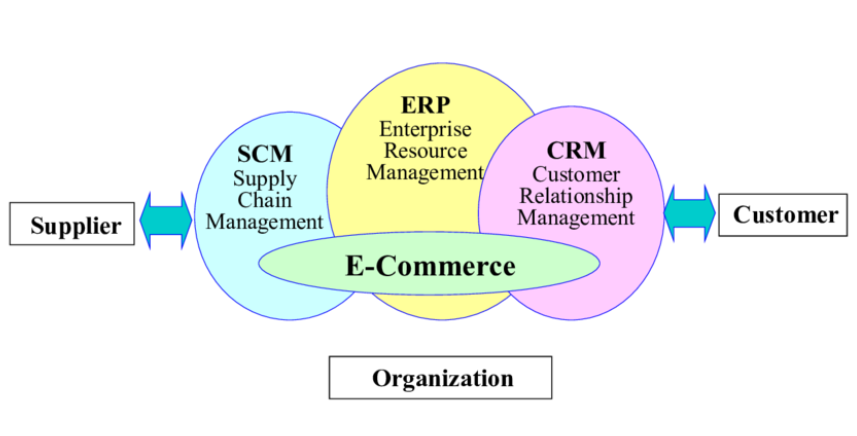 ERP
Enterprise
Resource
Management
SCM
Supply
Chain
Management
CRM
Customer
Relationship
Management
Supplier
Customer
E-Commerce
Organization